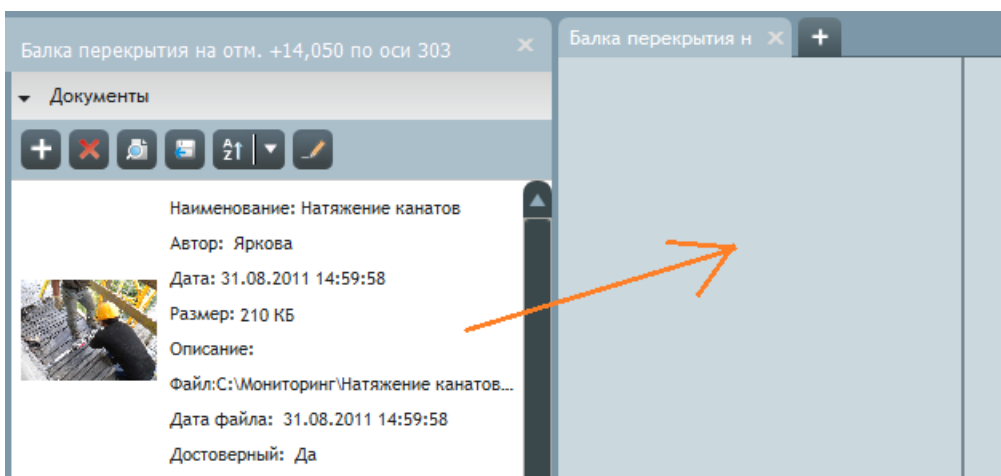 Балка перекрытия на отм. +14,050 по оси 303
Балка перекрытия н
Документы
A
Z
Наименование: Натяжение канатов
Автор: Яркова
Дата: 31.08.2011 14:59:58
Размер: 210 КБ
Описание:
Файл:C:\Мониторинг\Натяжение канатов...
Дата файла: 31.08.2011 14:59:58
Достоверный: Да